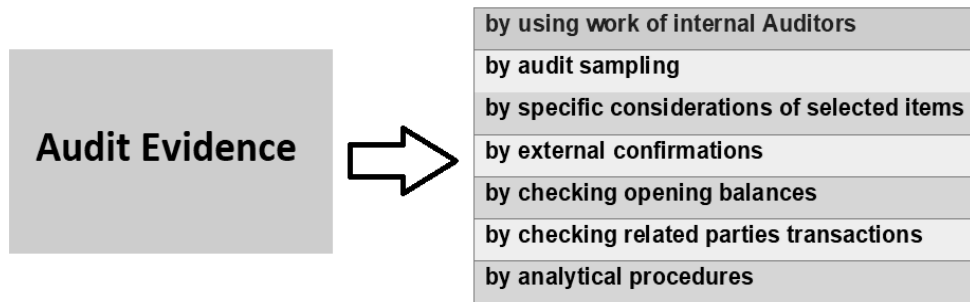 Audit Evidence
by using work of internal Auditors
by audit sampling
by specific considerations of selected items
by external confirmations
by checking opening balances
by checking related parties transactions
by analytical procedures